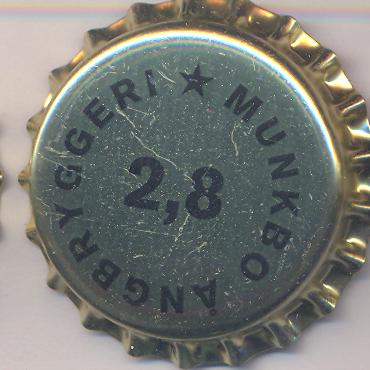 ★ MUNKBO ÅNGBRYGGERI
2,8